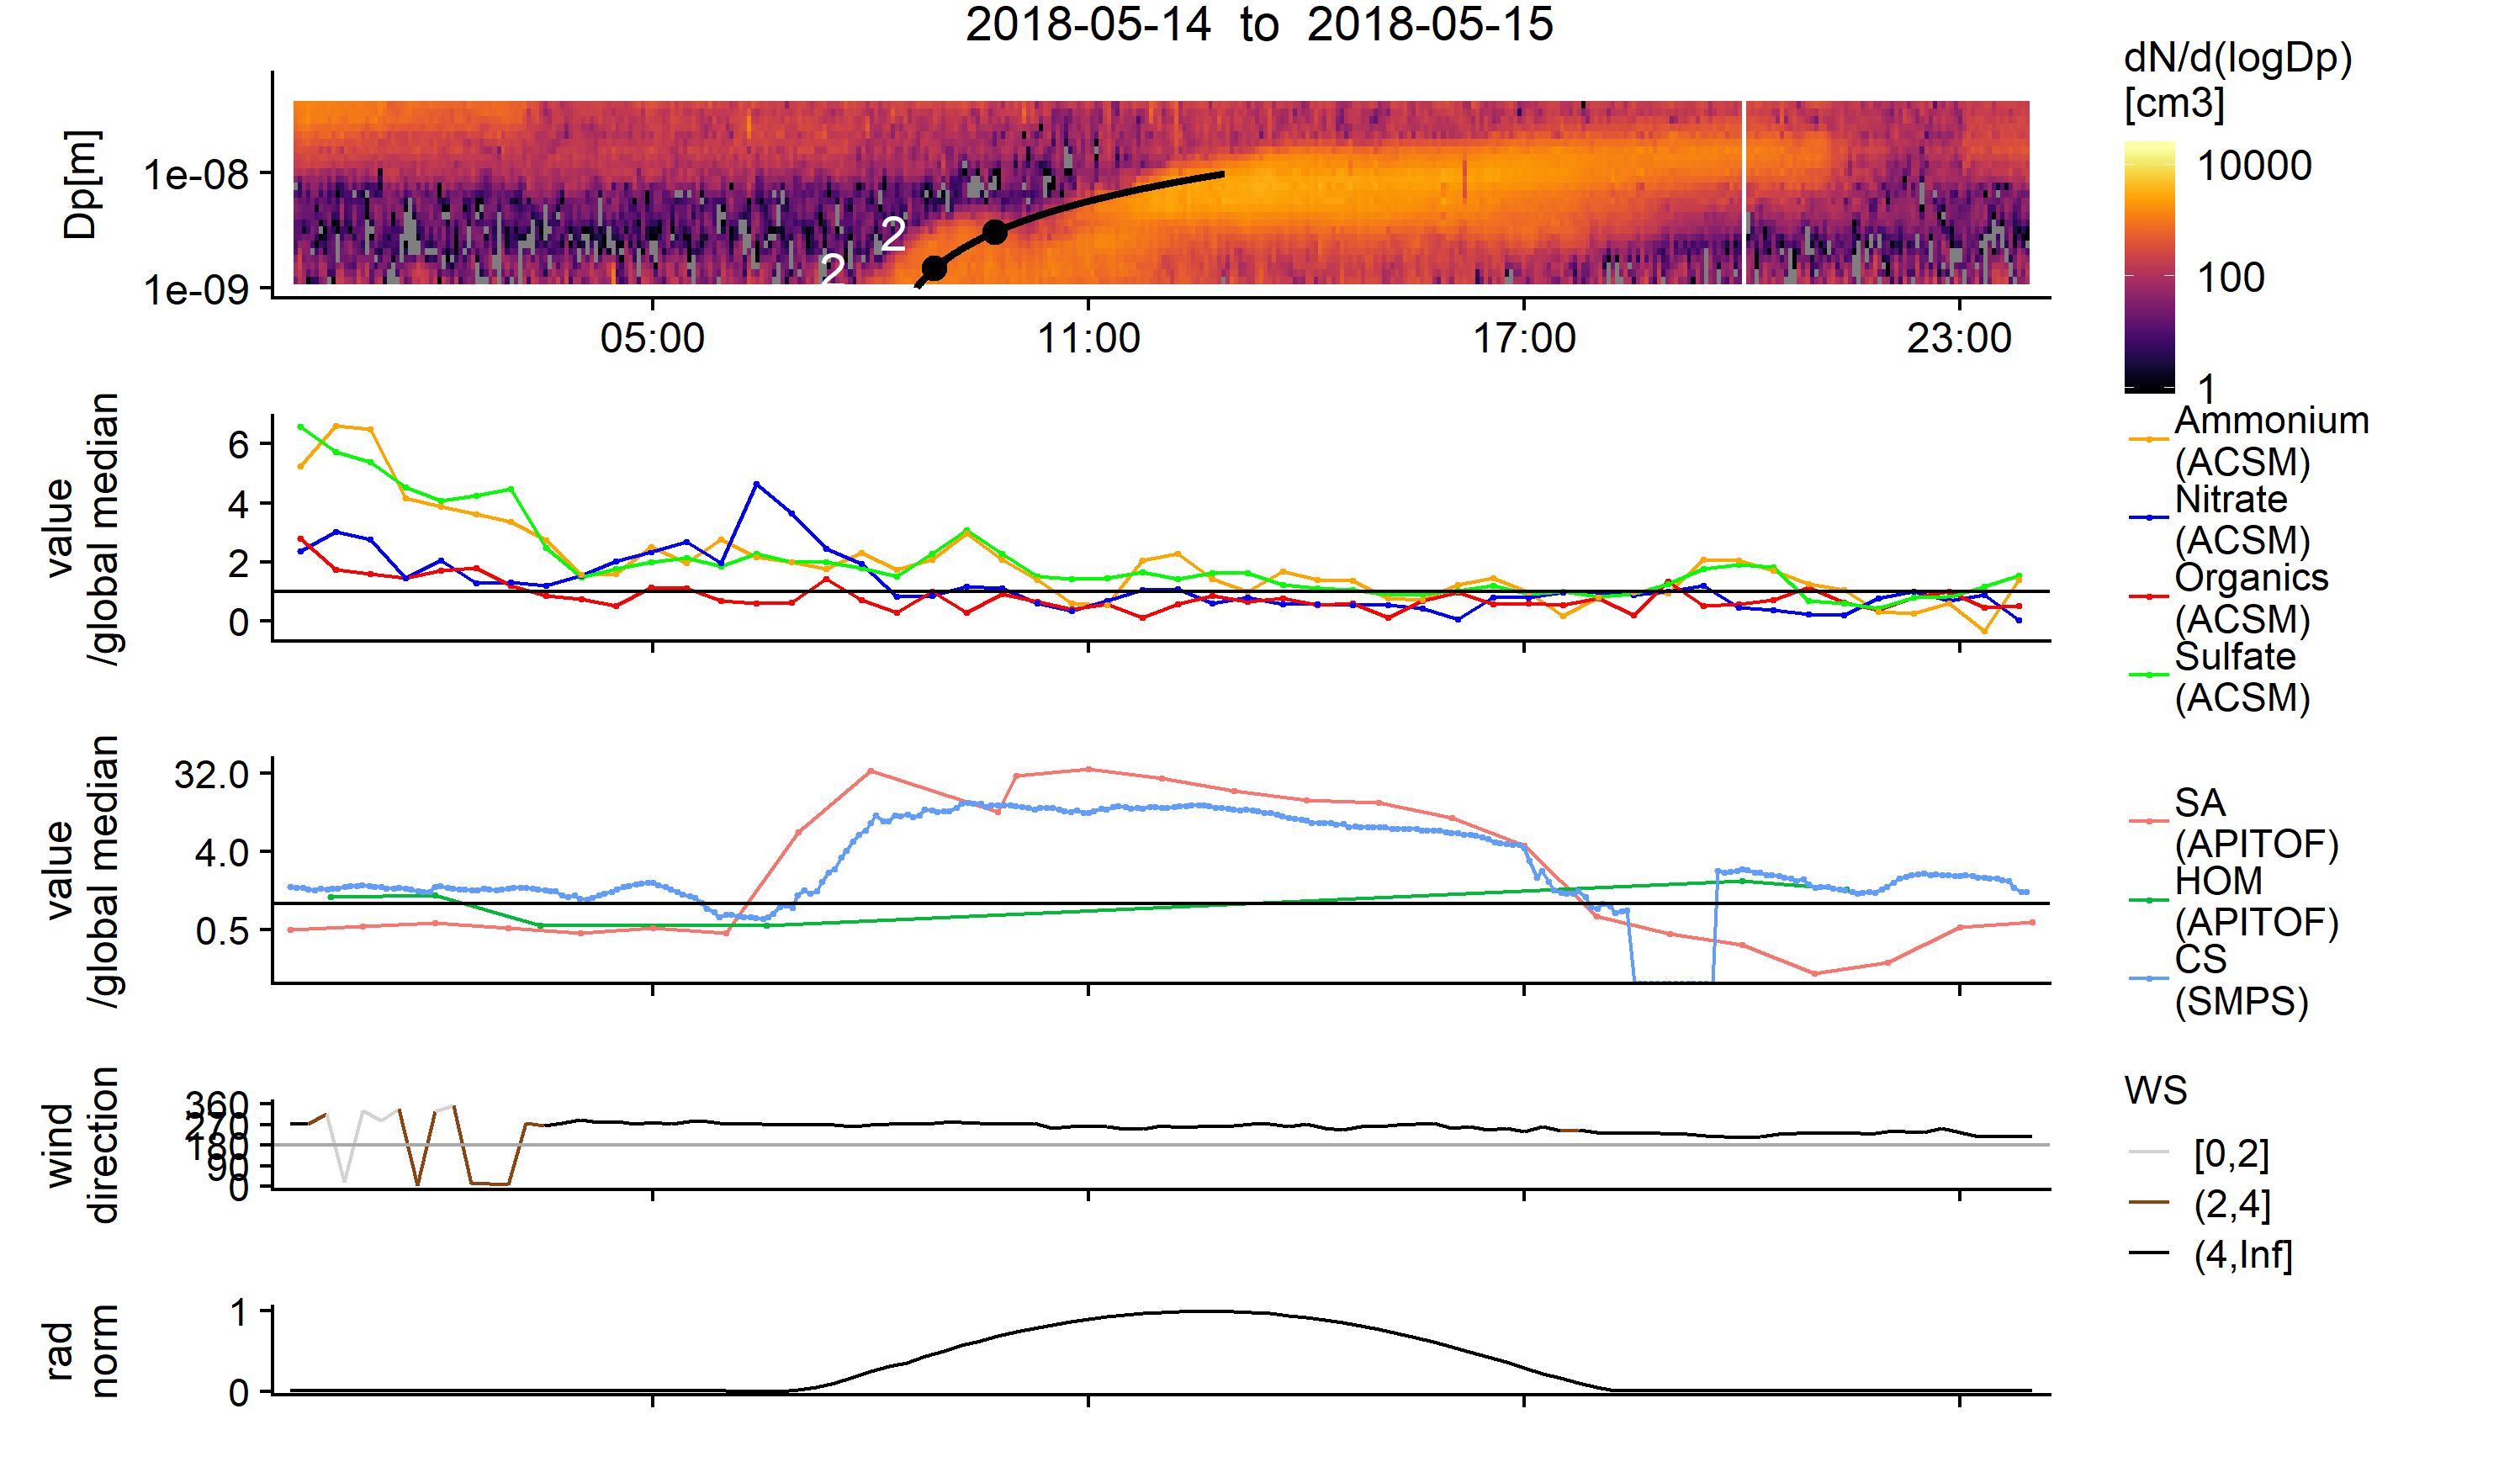 2018-05-14 to 2018-05-15
Dp[m]
1e-08
1e-09
2
2
05:00
11:00
17:00
23:00
dN/d(logDp)
[cm3]
10000
100
1
value
/global median
6
4
2
0
Ammonium
(ACSM)
Nitrate
(ACSM)
Organics
(ACSM)
Sulfate
(ACSM)
value
/global median
32.0
4.0
0.5
SA
(APITOF)
HOM
(APITOF)
CS
(SMPS)
wind
direction
360
270
180
90
0
WS
[0,2]
(2,4]
(4,Inf]
rad
norm
1
0